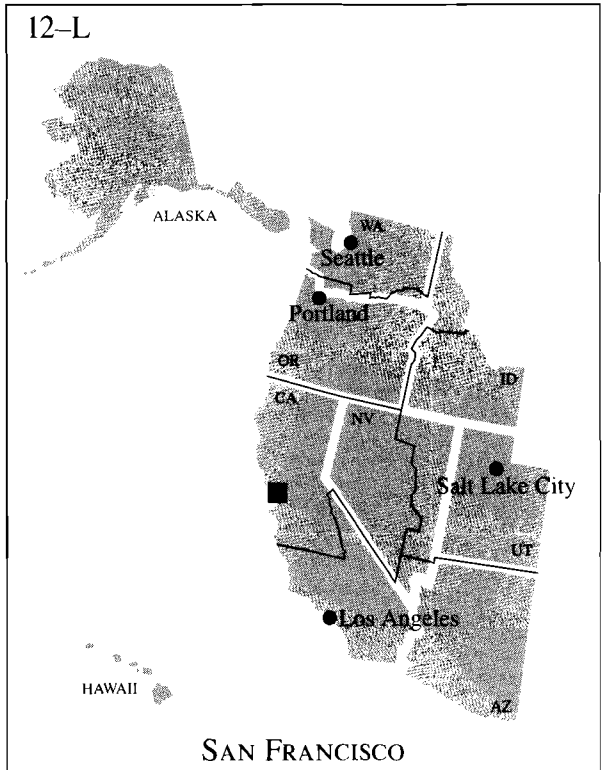 12–L
ALASKA
WA
Seattle
Portland
OR
ID
CA
NV
Salt Lake City
UT
Los Angeles
HAWAII
AZ
SAN FRANCISCO